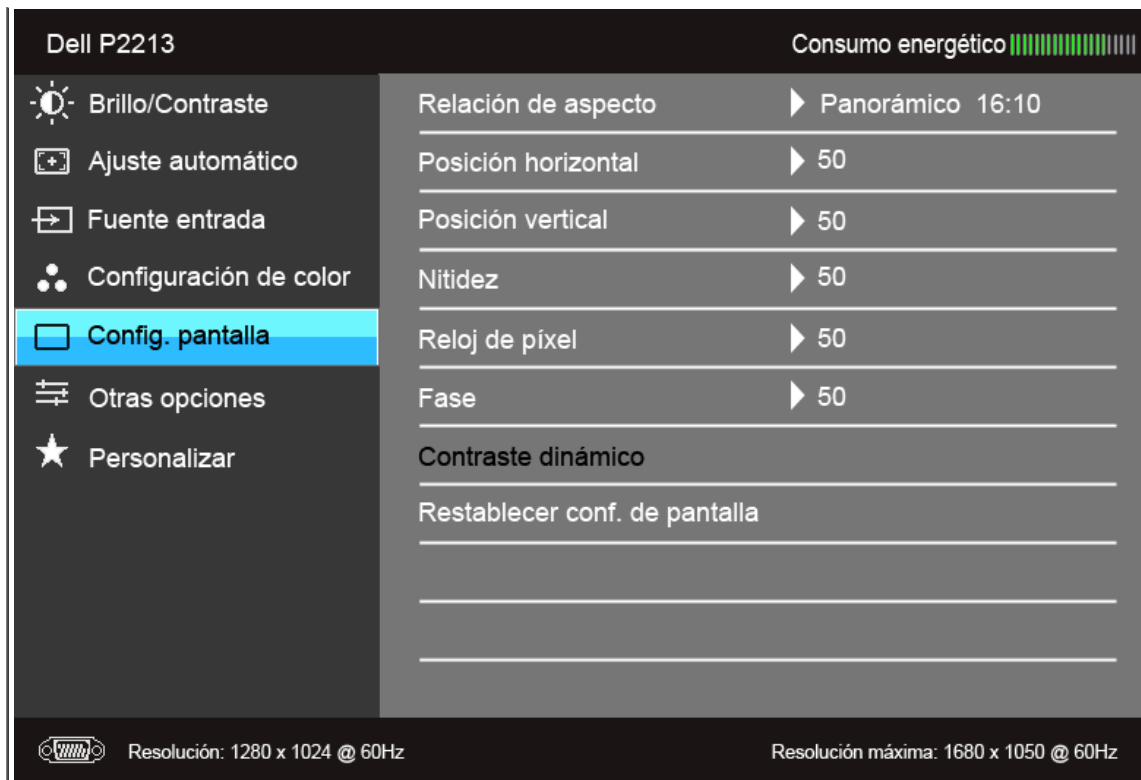 Dell P2213 Consumo energético
Brillo/Contraste Relación de aspecto Panorámico 16:10
Ajuste automático Posición horizontal 50
Fuente entrada Posición vertical 50
Configuración de color Nitidez 50
Config. pantalla Reloj de píxel 50
Otras opciones Fase 50
Personalizar Contraste dinámico
Restablecer conf. de pantalla
Resolución: 1280 x 1024 @ 60Hz Resolución máxima: 1680 x 1050 @ 60Hz